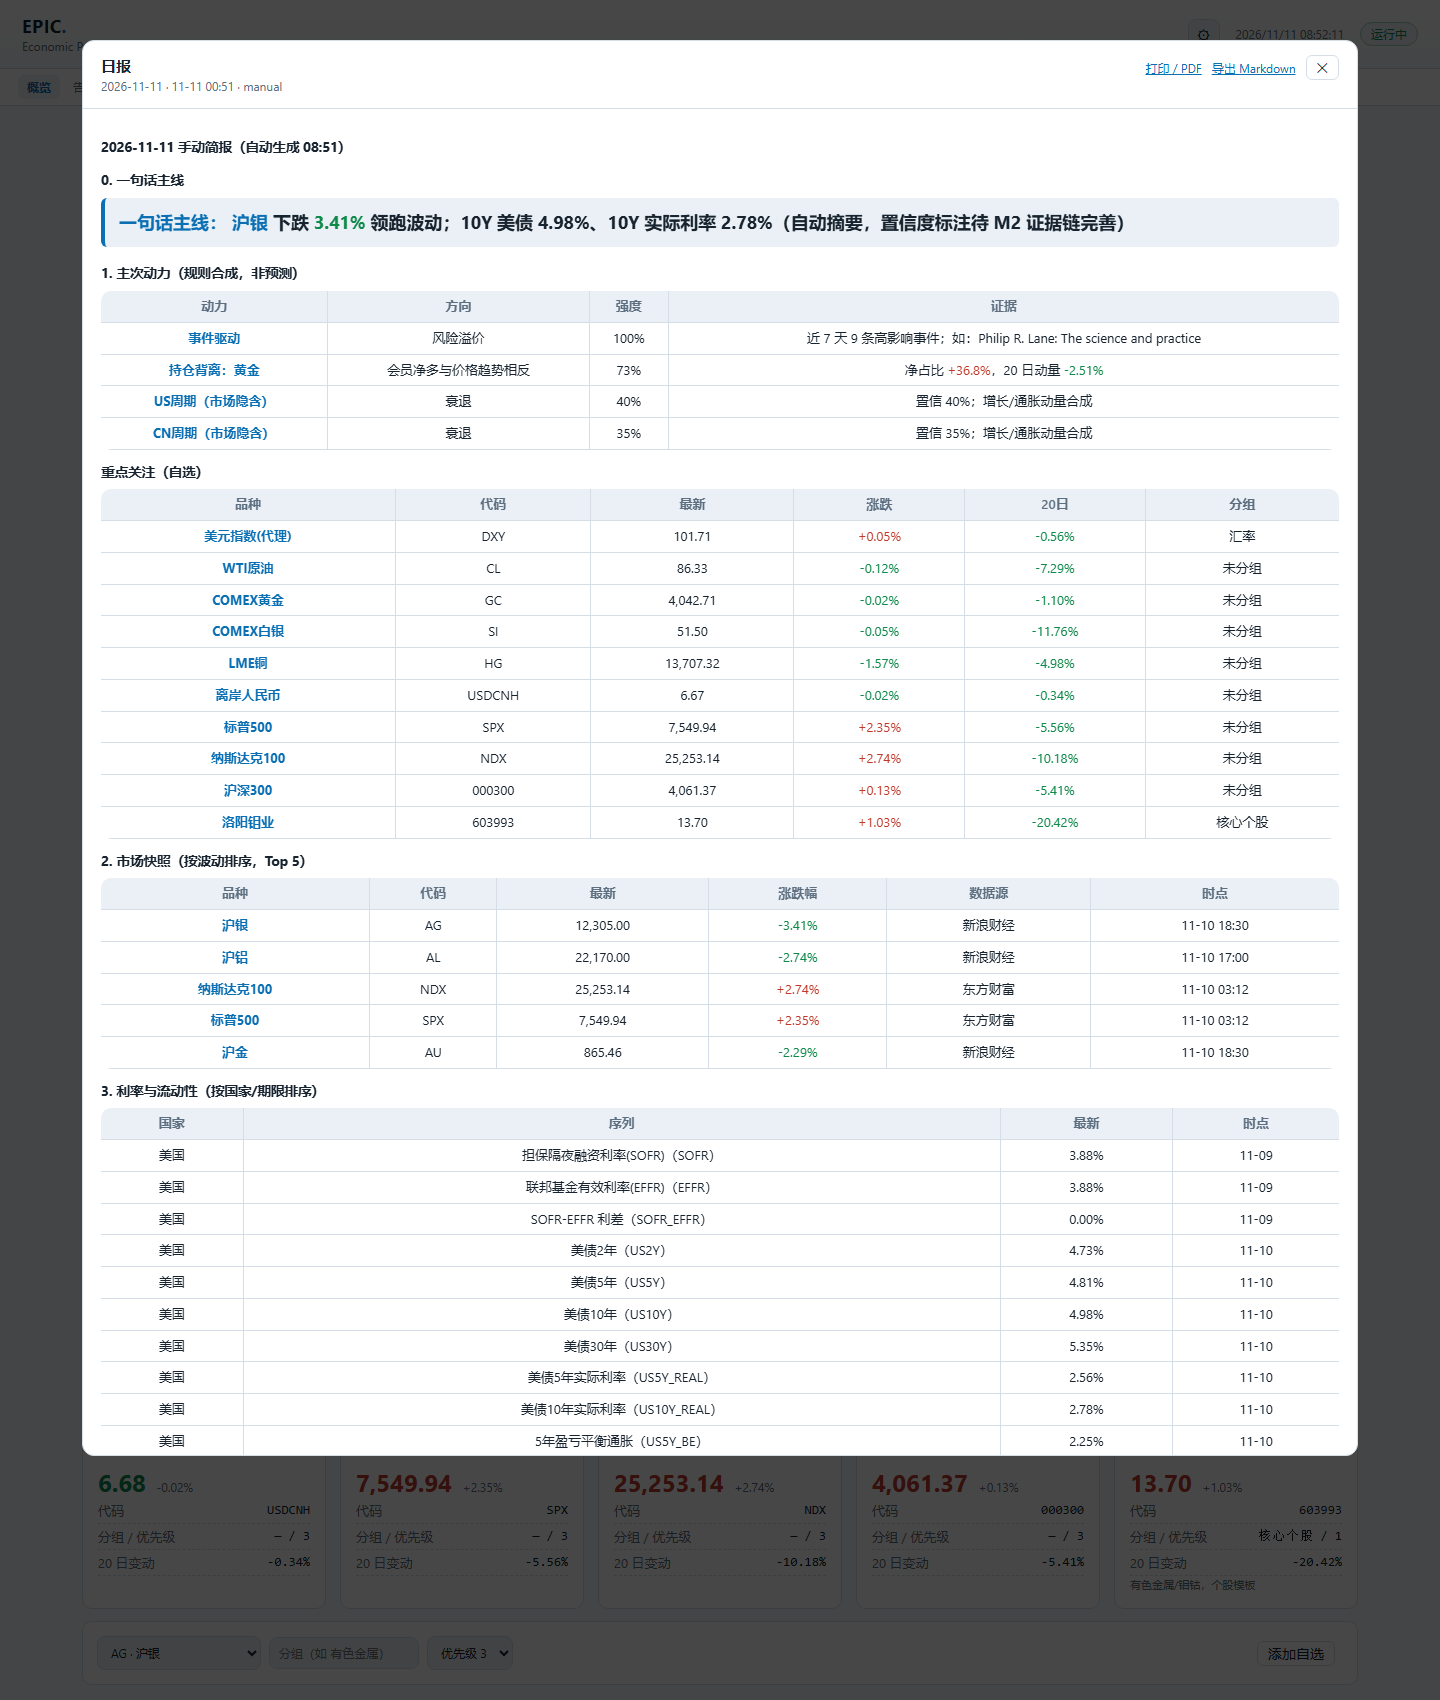 EPIC.
Economic P
⚙ 2026/11/11 08:52:11 运行中
概览
日报
打印 / PDF 导出 Markdown ✕
2026-11-11 · 11-11 00:51 · manual
2026-11-11 手动简报（自动生成 08:51）
0. 一句话主线
一句话主线： 沪银 下跌 3.41% 领跑波动；10Y 美债 4.98%、10Y 实际利率 2.78%（自动摘要，置信度标注待 M2 证据链完善）
1. 主次动力（规则合成，非预测）
动力 方向 强度 证据
事件驱动 风险溢价 100% 近 7 天 9 条高影响事件；如：Philip R. Lane: The science and practice
持仓背离：黄金 会员净多与价格趋势相反 73% 净占比 +36.8%，20 日动量 -2.51%
US周期（市场隐含） 衰退 40% 置信 40%；增长/通胀动量合成
CN周期（市场隐含） 衰退 35% 置信 35%；增长/通胀动量合成
重点关注（自选）
品种 代码 最新 涨跌 20日 分组
美元指数(代理) DXY 101.71 +0.05% -0.56% 汇率
WTI原油 CL 86.33 -0.12% -7.29% 未分组
COMEX黄金 GC 4,042.71 -0.02% -1.10% 未分组
COMEX白银 SI 51.50 -0.05% -11.76% 未分组
LME铜 HG 13,707.32 -1.57% -4.98% 未分组
离岸人民币 USDCNH 6.67 -0.02% -0.34% 未分组
标普500 SPX 7,549.94 +2.35% -5.56% 未分组
纳斯达克100 NDX 25,253.14 +2.74% -10.18% 未分组
沪深300 000300 4,061.37 +0.13% -5.41% 未分组
洛阳钼业 603993 13.70 +1.03% -20.42% 核心个股
2. 市场快照（按波动排序，Top 5）
品种 代码 最新 涨跌幅 数据源 时点
沪银 AG 12,305.00 -3.41% 新浪财经 11-10 18:30
沪铝 AL 22,170.00 -2.74% 新浪财经 11-10 17:00
纳斯达克100 NDX 25,253.14 +2.74% 东方财富 11-10 03:12
标普500 SPX 7,549.94 +2.35% 东方财富 11-10 03:12
沪金 AU 865.46 -2.29% 新浪财经 11-10 18:30
3. 利率与流动性（按国家/期限排序）
国家 序列 最新 时点
美国 担保隔夜融资利率(SOFR)（SOFR） 3.88% 11-09
美国 联邦基金有效利率(EFFR)（EFFR） 3.88% 11-09
美国 SOFR-EFFR 利差（SOFR_EFFR） 0.00% 11-09
美国 美债2年（US2Y） 4.73% 11-10
美国 美债5年（US5Y） 4.81% 11-10
美国 美债10年（US10Y） 4.98% 11-10
美国 美债30年（US30Y） 5.35% 11-10
美国 美债5年实际利率（US5Y_REAL） 2.56% 11-10
美国 美债10年实际利率（US10Y_REAL） 2.78% 11-10
美国 5年盈亏平衡通胀（US5Y_BE） 2.25% 11-10
6.68 -0.02% 7,549.94 +2.35% 25,253.14 +2.74% 4,061.37 +0.13% 13.70 +1.03%
代码 USDCNH 代码 SPX 代码 NDX 代码 000300 代码 603993
分组 / 优先级 — / 3 分组 / 优先级 — / 3 分组 / 优先级 — / 3 分组 / 优先级 — / 3 分组 / 优先级 核心个股 / 1
20 日变动 -0.34% 20 日变动 -5.56% 20 日变动 -10.18% 20 日变动 -5.41% 20 日变动 -20.42%
有色金属/钼钴，个股模板
AG · 沪银 分组（如 有色金属） 优先级 3 添加自选